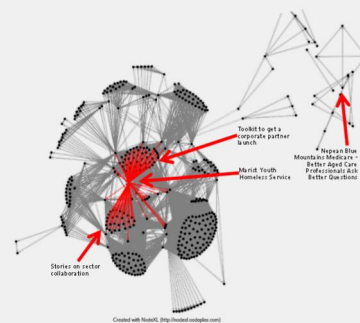 Toolkit to get a
corporate partner
launch
Nepean Blue
Mountains Medicare -
Better Aged Care
Professionals Ask
Better Questions
Marist Youth
Homeless Service
Stories on sector
collaboration
Created with NodeXL (http://nodexl.codeplex.com)